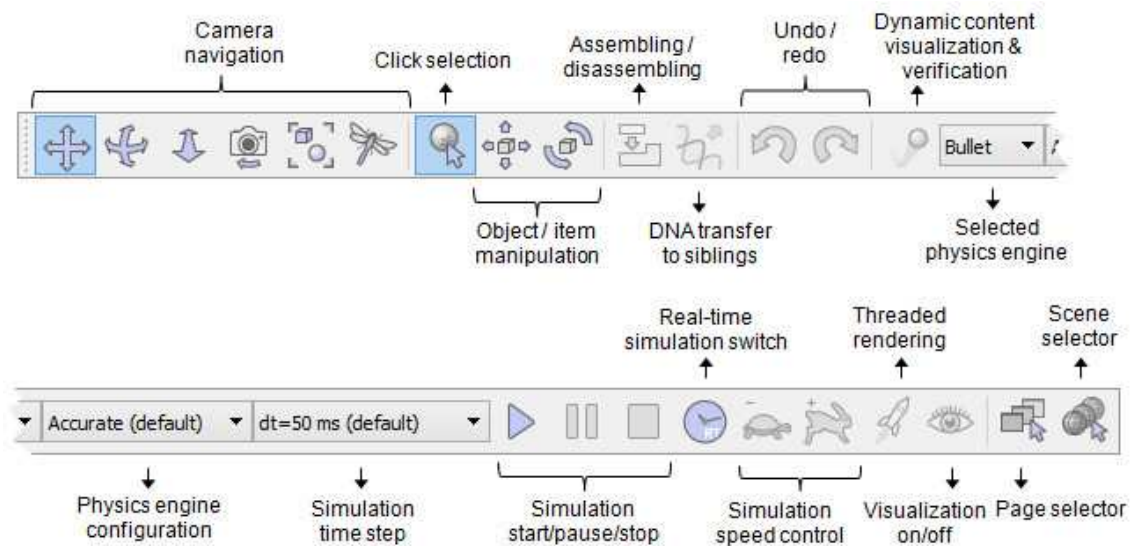 Camera
navigation
Click selection
Assembling /
disassembling
Undo /
redo
Dynamic content
visualization &
verification
Bullet
Object / item
manipulation
DNA transfer
to siblings
Selected
physics engine
Real-time
simulation switch
Threaded
rendering
Scene
selector
Accurate (default)
dt=50 ms (default)
RT
- +
Physics engine
configuration
Simulation
time step
Simulation
start/pause/stop
Simulation
speed control
Visualization
on/off
Page selector